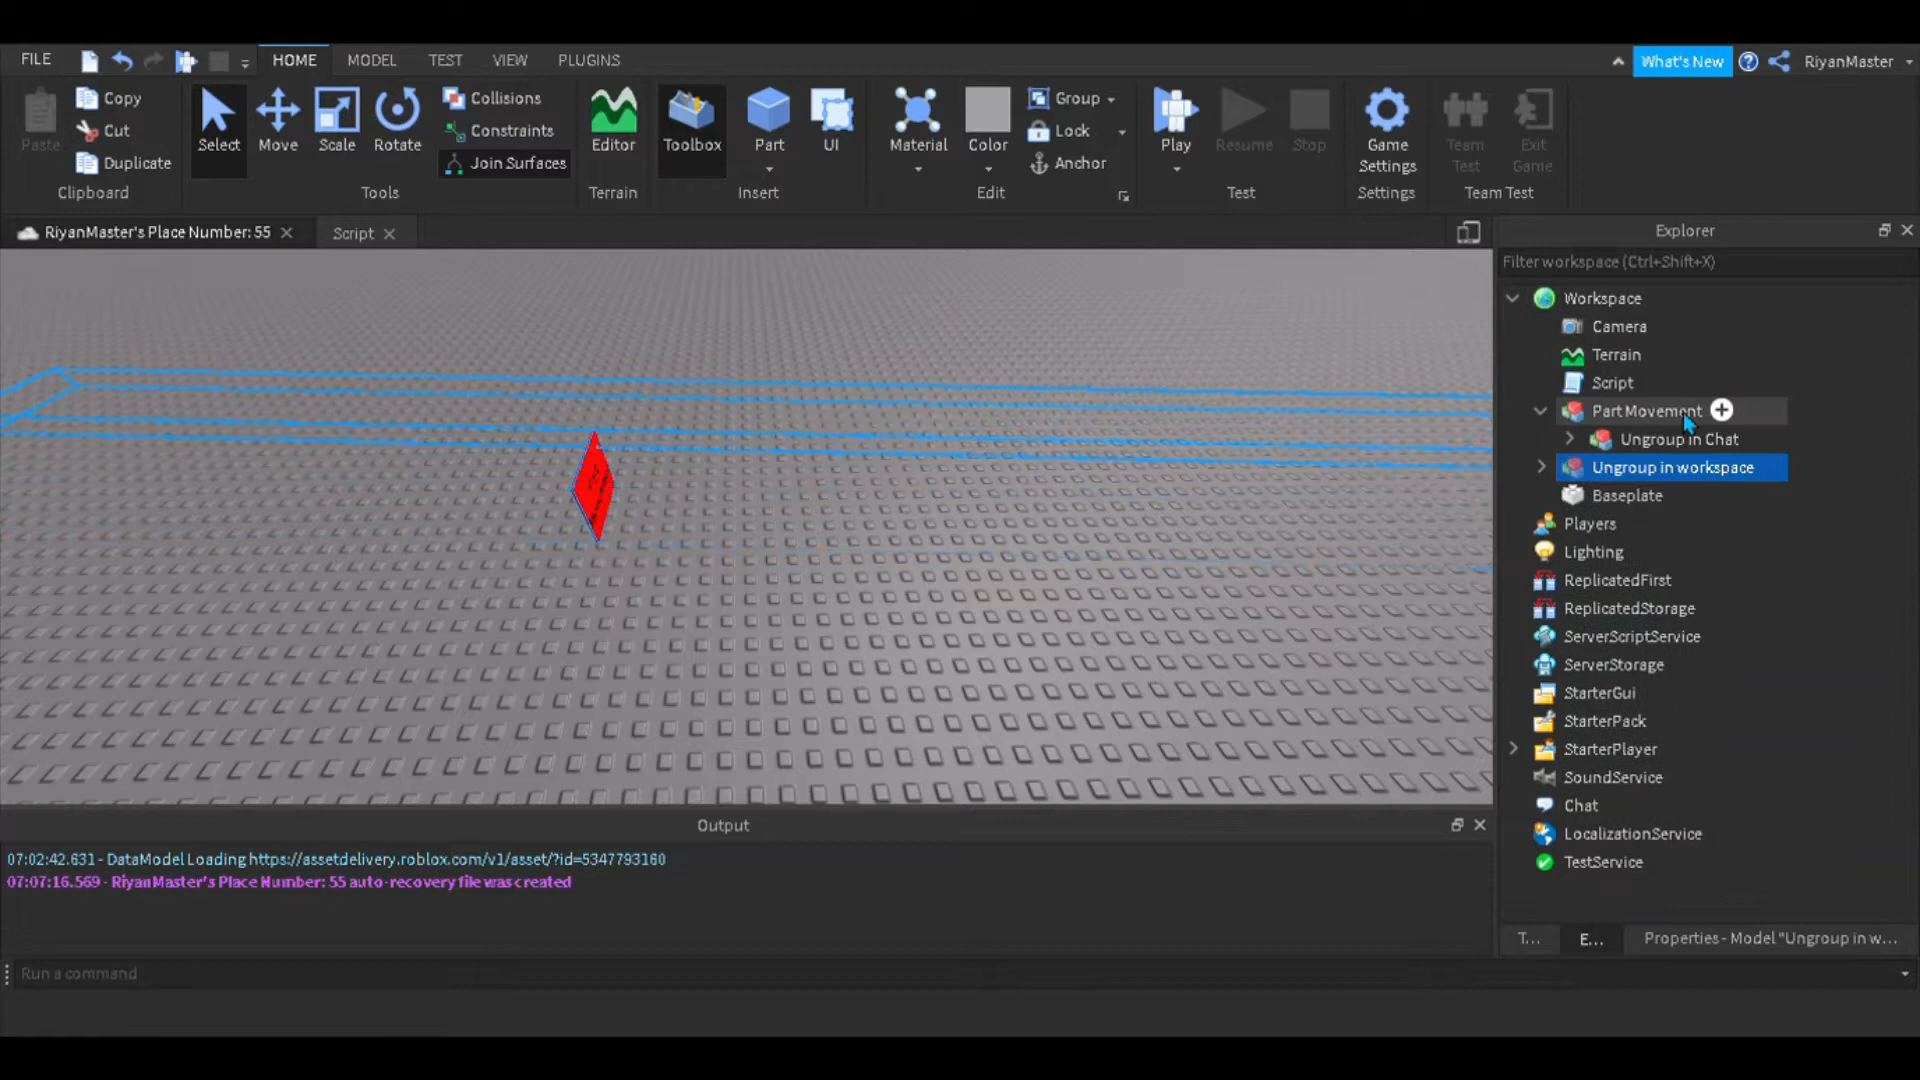 FILE
HOME
MODEL
TEST
VIEW
PLUGINS
What's New
RiyanMaster
Paste
Copy
Cut
Duplicate
Clipboard
Select
Move
Scale
Rotate
Collisions
Constraints
Join Surfaces
Tools
Editor
Terrain
Toolbox
Part
UI
Insert
Material
Color
Group
Lock
Anchor
Edit
Play
Resume
Stop
Test
Game
Settings
Settings
Team
Test
Exit
Game
Team Test
RiyanMaster's Place Number: 55
Script
Explorer
Filter workspace (Ctrl+Shift+X)
Workspace
Camera
Terrain
Script
Part Movement
Ungroup in Chat
Ungroup in workspace
Baseplate
Players
Lighting
ReplicatedFirst
ReplicatedStorage
ServerScriptService
ServerStorage
StarterGui
StarterPack
StarterPlayer
SoundService
Chat
LocalizationService
TestService
T...
E...
Properties - Model "Ungroup in w...
Output
07:02:42.631 - DataModel Loading https://assetdelivery.roblox.com/v1/asset/?id=5347793160
07:07:16.569 - RiyanMaster's Place Number: 55 auto-recovery file was created
Run a command